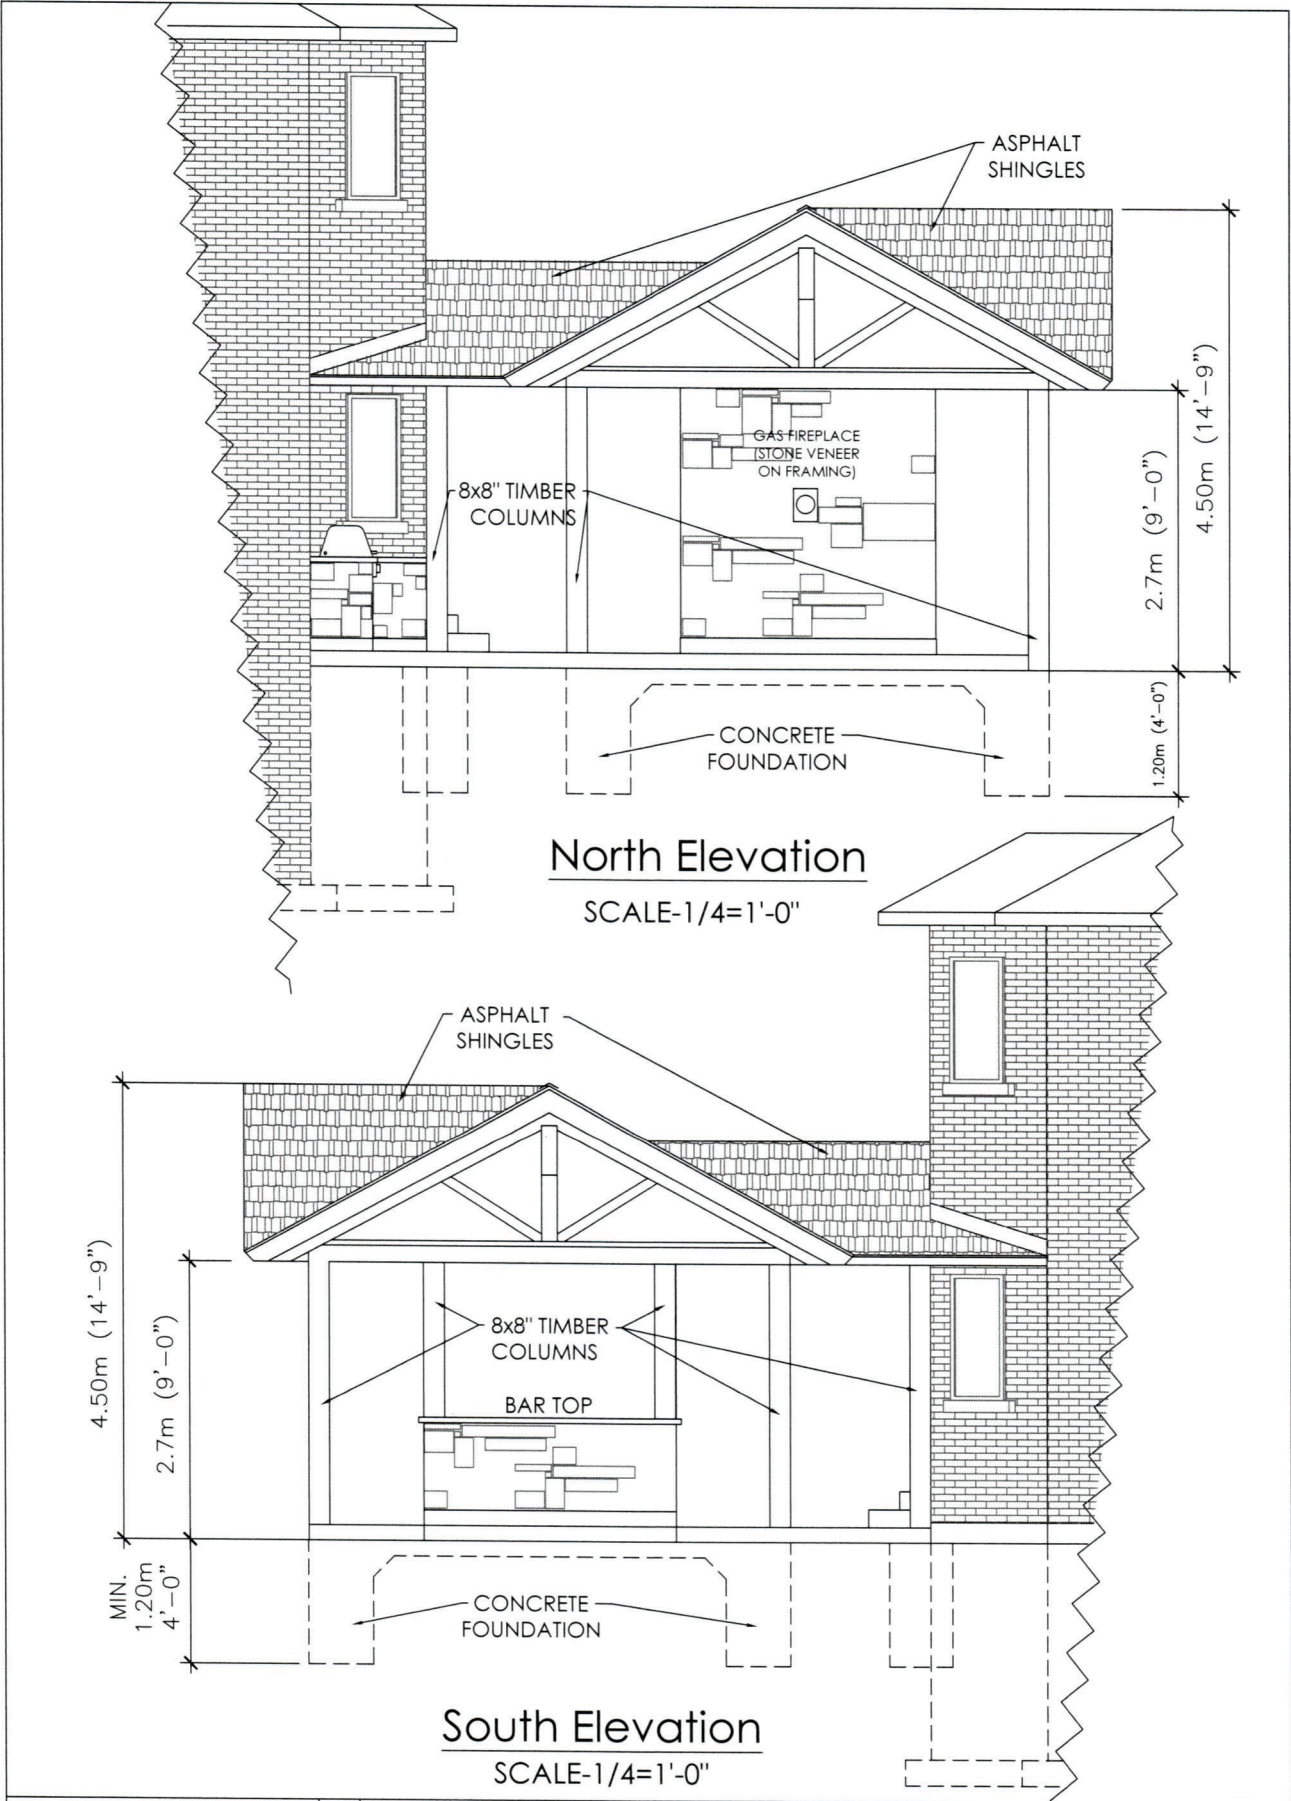 ASPHALT
SHINGLES
GAS FIREPLACE
(STONE VENEER
ON FRAMING)
8x8" TIMBER
COLUMNS
2.7m (9'-0")
4.50m (14'-9")
1.20m (4'-0")
CONCRETE
FOUNDATION
North Elevation
SCALE-1/4=1'-0"
ASPHALT
SHINGLES
4.50m (14'-9")
2.7m (9'-0")
8x8" TIMBER
COLUMNS
BAR TOP
MIN.
1.20m
4'-0"
CONCRETE
FOUNDATION
South Elevation
SCALE-1/4=1'-0"